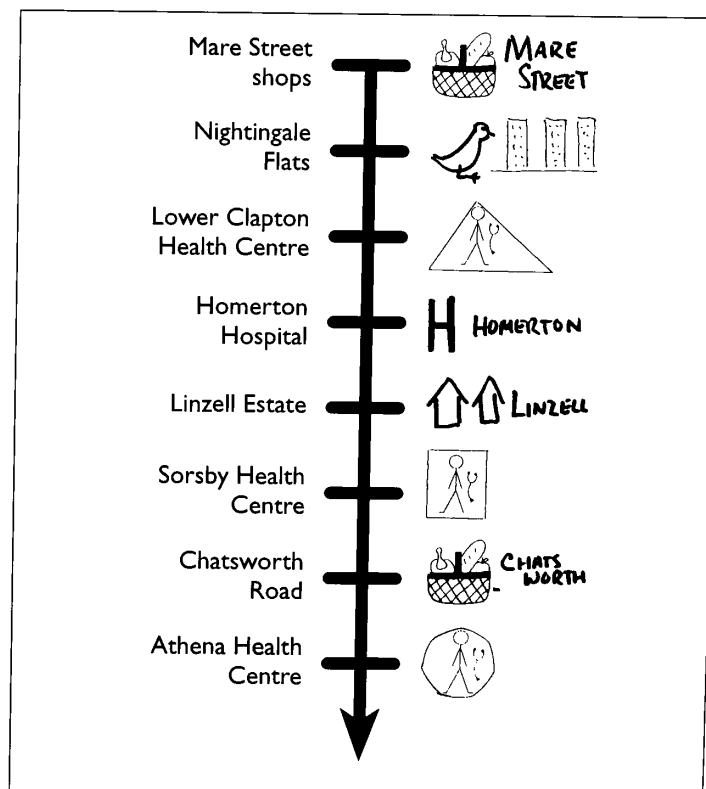 Mare Street
shops
MARE
STREET
Nightingale
Flats
Lower Clapton
Health Centre
Homerton
Hospital
H HOMERTON
Linzell Estate
LINZELL
Sorsby Health
Centre
Chatsworth
Road
CHATS
WORTH
Athena Health
Centre